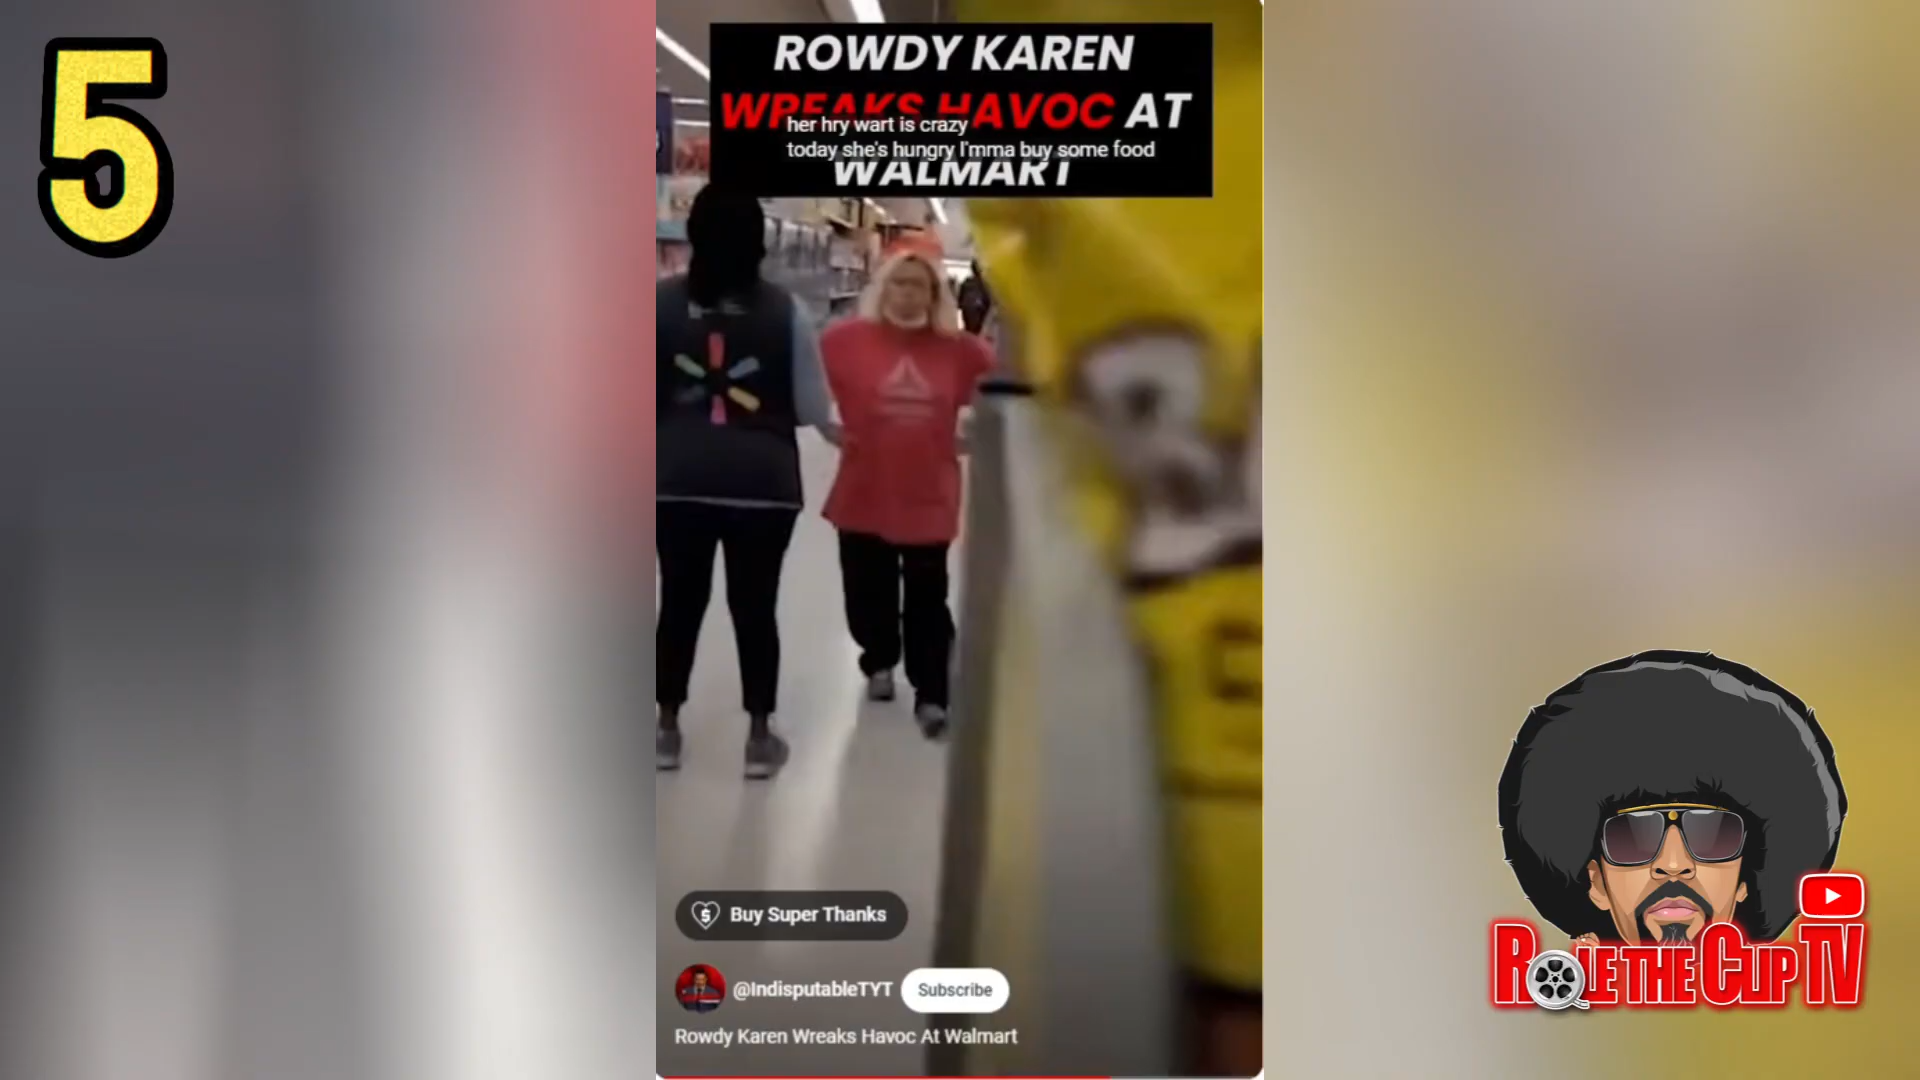 5
ROWDY KAREN
WREAKS HAVOC AT
her hry wart is crazy
today she's hungry I'mma buy some food
WALMART
Buy Super Thanks
@IndisputableTYT
Subscribe
Rowdy Karen Wreaks Havoc At Walmart
ROLE THE CLIP TV